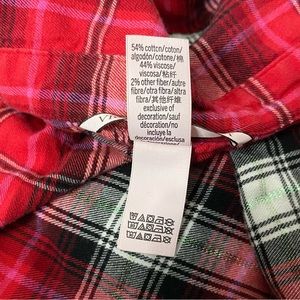 54% cotton/coton/
algodón/cotone/棉
44% viscose/
viscosa/粘纤
2% other fiber/autre
fibra/otra fibra/altra
fibra/其他纤维
exclusive of
decoration/sauf
décoration/no
incluye la
decoración/esclusa